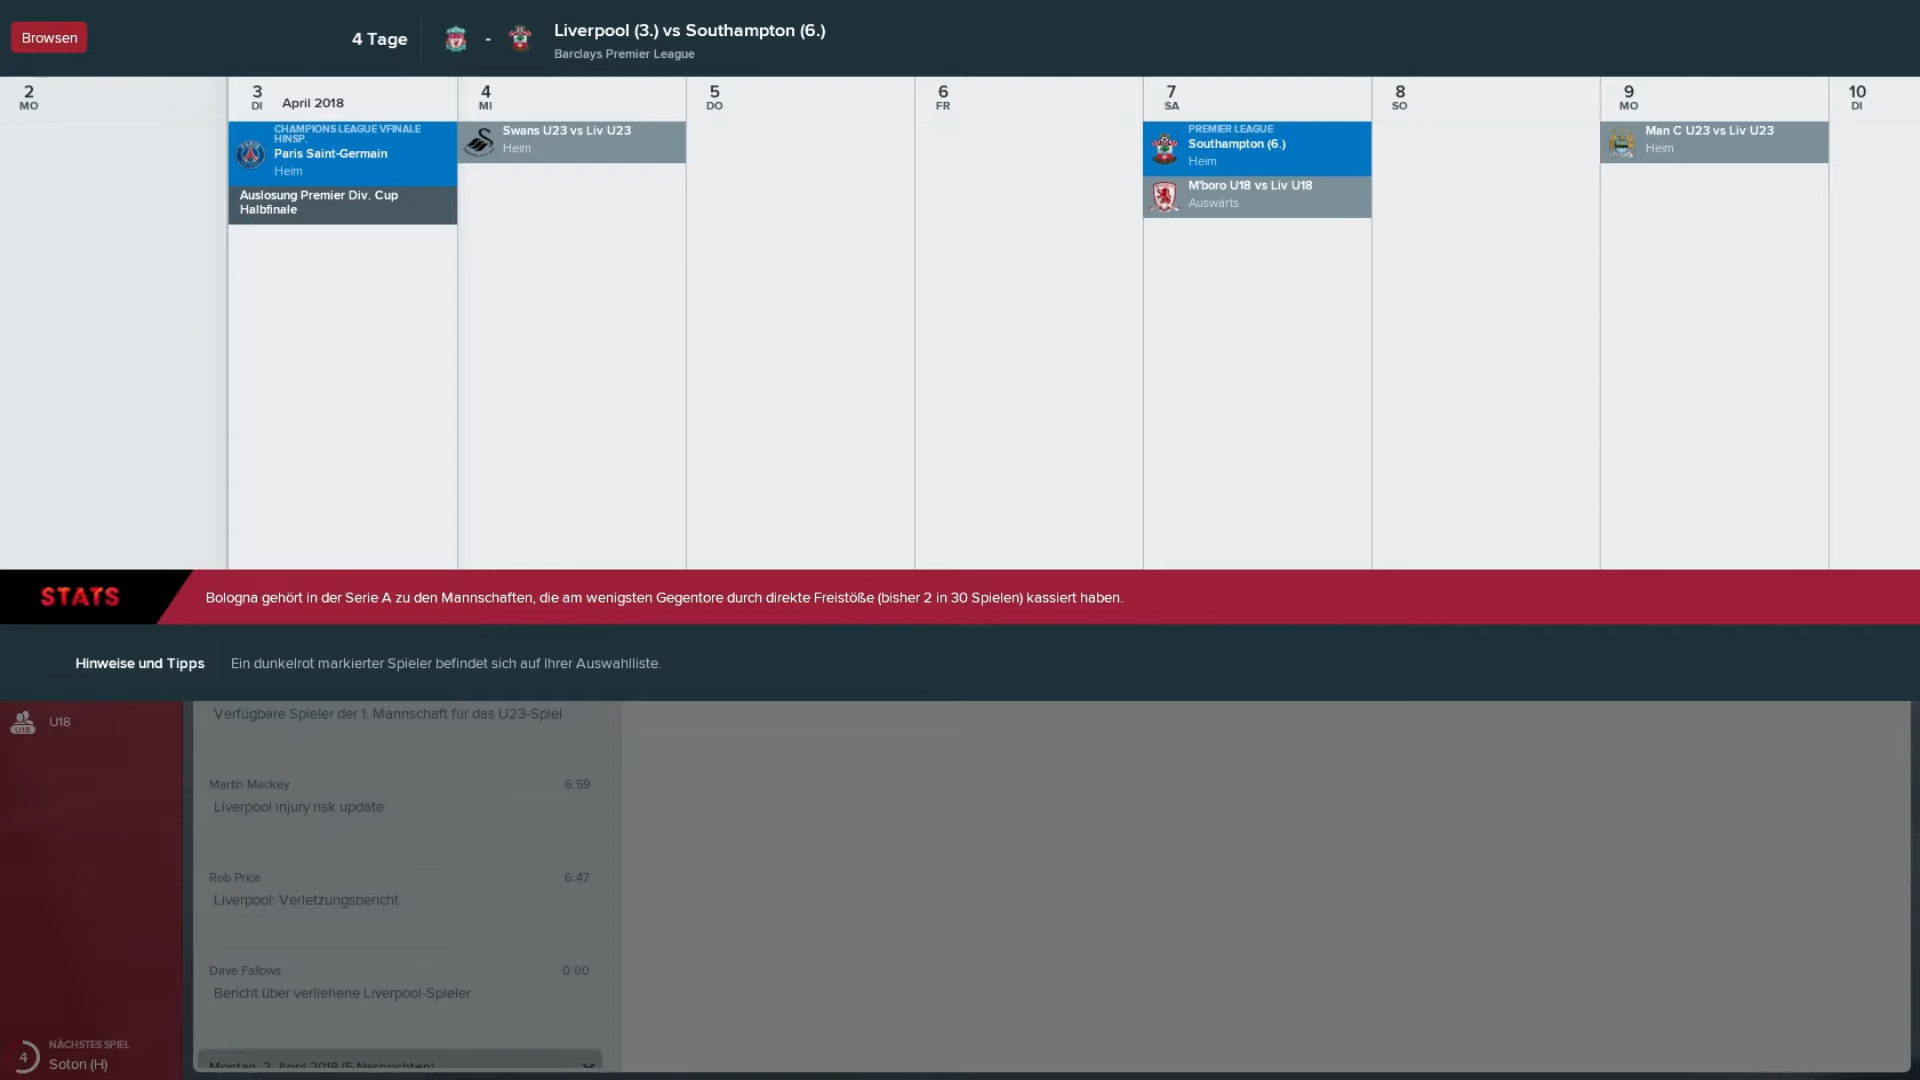 Browsen
4 Tage
-
Liverpool (3.) vs Southampton (6.)
Barclays Premier League
2
MO
3
DI
April 2018
4
MI
5
DO
6
FR
7
SA
8
SO
9
MO
10
DI
CHAMPIONS LEAGUE VFINALE
HINSP.
Paris Saint-Germain
Heim
Auslosung Premier Div. Cup
Halbfinale
Swans U23 vs Liv U23
Heim
PREMIER LEAGUE
Southampton (6.)
Heim
M'boro U18 vs Liv U18
Auswärts
Man C U23 vs Liv U23
Heim
STATS
Bologna gehört in der Serie A zu den Mannschaften, die am wenigsten Gegentore durch direkte Freistöße (bisher 2 in 30 Spielen) kassiert haben.
Hinweise und Tipps
Ein dunkelrot markierter Spieler befindet sich auf Ihrer Auswahlliste.
U18
U18
Verfügbare Spieler der 1. Mannschaft für das U23-Spiel
Martin Mackey
6:59
Liverpool injury risk update
Rob Price
6:47
Liverpool: Verletzungsbericht
Dave Fallows
0:00
Bericht über verliehene Liverpool-Spieler
Montag, 2. April 2018 (5 Nachrichten)
4
NÄCHSTES SPIEL
Soton (H)